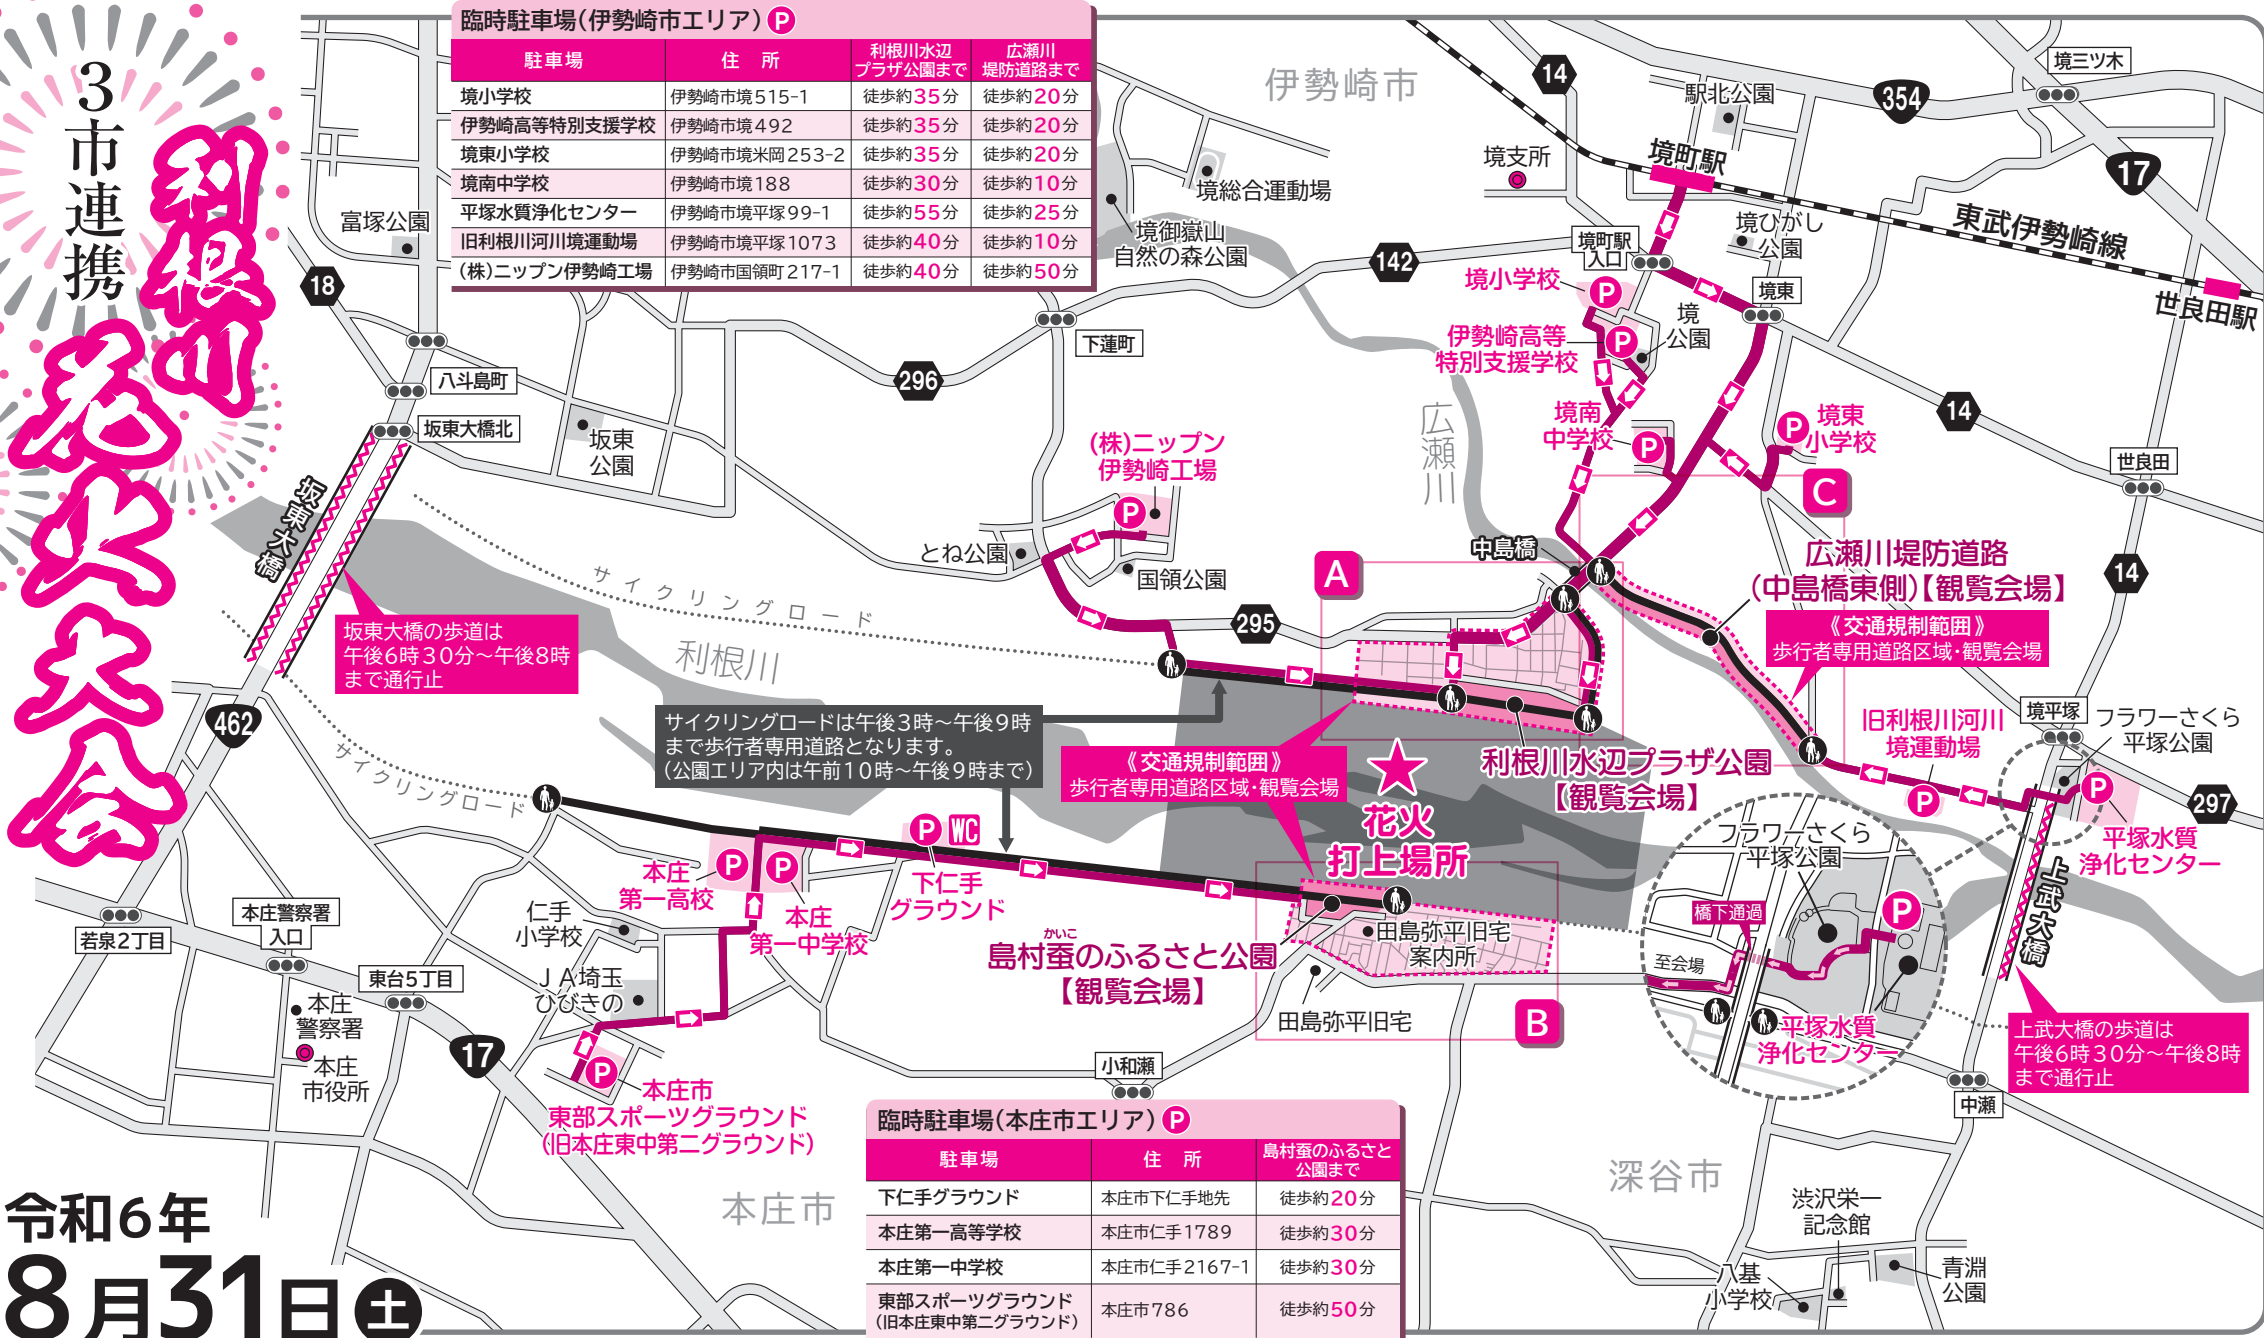 3市連携
利根川
花火大会
令和6年
8月31日土
臨時駐車場(伊勢崎市エリア) P
駐車場 住所 利根川水辺プラザ公園まで 広瀬川堤防道路まで
境小学校 伊勢崎市境515-1 徒歩約35分 徒歩約20分
伊勢崎高等特別支援学校 伊勢崎市境492 徒歩約35分 徒歩約20分
境東小学校 伊勢崎市境米岡253-2 徒歩約35分 徒歩約20分
境南中学校 伊勢崎市境188 徒歩約30分 徒歩約10分
平塚水質浄化センター 伊勢崎市境平塚99-1 徒歩約55分 徒歩約25分
旧利根川河川境運動場 伊勢崎市境平塚1073 徒歩約40分 徒歩約10分
(株)ニップン伊勢崎工場 伊勢崎市国領町217-1 徒歩約40分 徒歩約50分
伊勢崎市
14
354
境三ツ木
駅北公園
17
境支所
境町駅
境総合運動場
境御嶽山
自然の森公園
富塚公園
18
142
境町駅
入口
境ひがし
公園
東武伊勢崎線
世良田駅
境小学校
P
境東
境
公園
伊勢崎高等
特別支援学校
P
下蓮町
296
八斗島町
坂東大橋北
坂東
公園
坂東大橋
広瀬川
境南
中学校
P
P
境東
小学校
14
世良田
(株)ニップン
伊勢崎工場
P
とね公園
国領公園
C
A
中島橋
広瀬川堤防道路
(中島橋東側)【観覧会場】
14
《交通規制範囲》
歩行者専用道路区域・観覧会場
サイクリングロード
295
坂東大橋の歩道は
午後6時30分~午後8時
まで通行止
利根川
462
サイクリングロード
サイクリングロードは午後3時~午後9時
まで歩行者専用道路となります。
(公園エリア内は午前10時~午後9時まで)
《交通規制範囲》
歩行者専用道路区域・観覧会場
利根川水辺プラザ公園
【観覧会場】
花火
打上場所
旧利根川河川
境運動場
P
境平塚
フラワーさくら
平塚公園
P
297
平塚水質
浄化センター
上武大橋
フラワーさくら
平塚公園
橋下通過
P
至会場
平塚水質
浄化センター
上武大橋の歩道は
午後6時30分~午後8時
まで通行止
P WC
下仁手
グラウンド
本庄
第一高校
P
P
本庄
第一中学校
仁手
小学校
JA埼玉
ひびきの
本庄警察署
入口
若泉2丁目
東台5丁目
本庄
警察署
本庄
市役所
17
P
本庄市
東部スポーツグラウンド
(旧本庄東中第二グラウンド)
かいこ
島村蚕のふるさと公園
【観覧会場】
田島弥平旧宅
案内所
田島弥平旧宅
B
小和瀬
中瀬
本庄市
深谷市
渋沢栄一
記念館
八基
小学校
青淵
公園
臨時駐車場(本庄市エリア) P
駐車場 住所 島村蚕のふるさと公園まで
下仁手グラウンド 本庄市下仁手地先 徒歩約20分
本庄第一高等学校 本庄市仁手1789 徒歩約30分
本庄第一中学校 本庄市仁手2167-1 徒歩約30分
東部スポーツグラウンド
(旧本庄東中第二グラウンド) 本庄市786 徒歩約50分